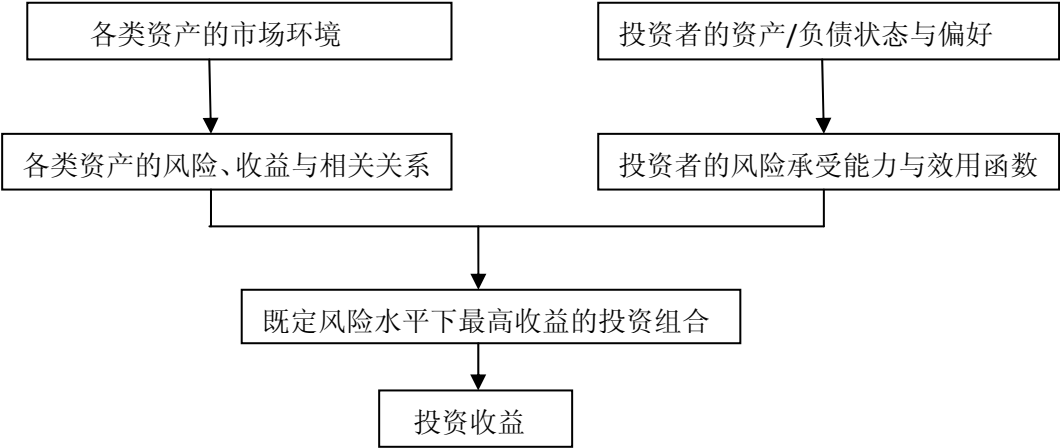 各类资产的市场环境
投资者的资产/负债状态与偏好
各类资产的风险、收益与相关关系
投资者的风险承受能力与效用函数
既定风险水平下最高收益的投资组合
投资收益